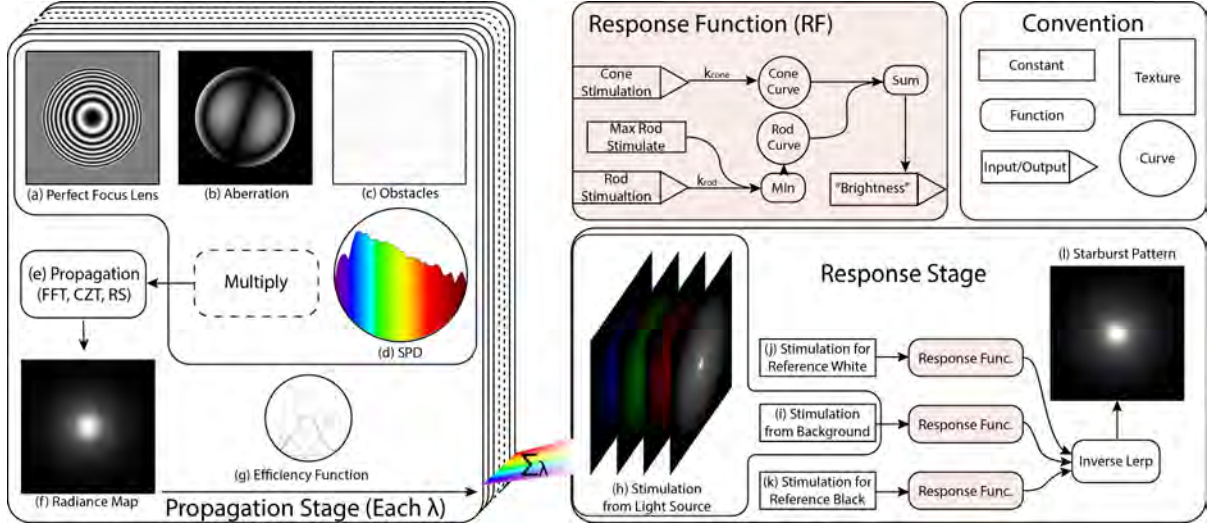 (a) Perfect Focus Lens
(b) Aberration
(c) Obstacles
(e) Propagation
(FFT, CZT, RS)
Multiply
(d) SPD
(f) Radiance Map
(g) Efficiency Function
Propagation Stage (Each λ)
Σλ
Response Function (RF)
Cone
Stimulation
kcone
Cone
Curve
Sum
Max Rod
Stimulate
Rod
Curve
Rod
Stimualtion
krod
Min
"Brightness"
Convention
Constant
Texture
Function
Input/Output
Curve
Response Stage
(h) Stimulation
from Light Source
(j) Stimulation for
Reference White
Response Func.
(i) Stimulation
from Background
Response Func.
(k) Stimulation for
Reference Black
Response Func.
Inverse Lerp
(l) Starburst Pattern